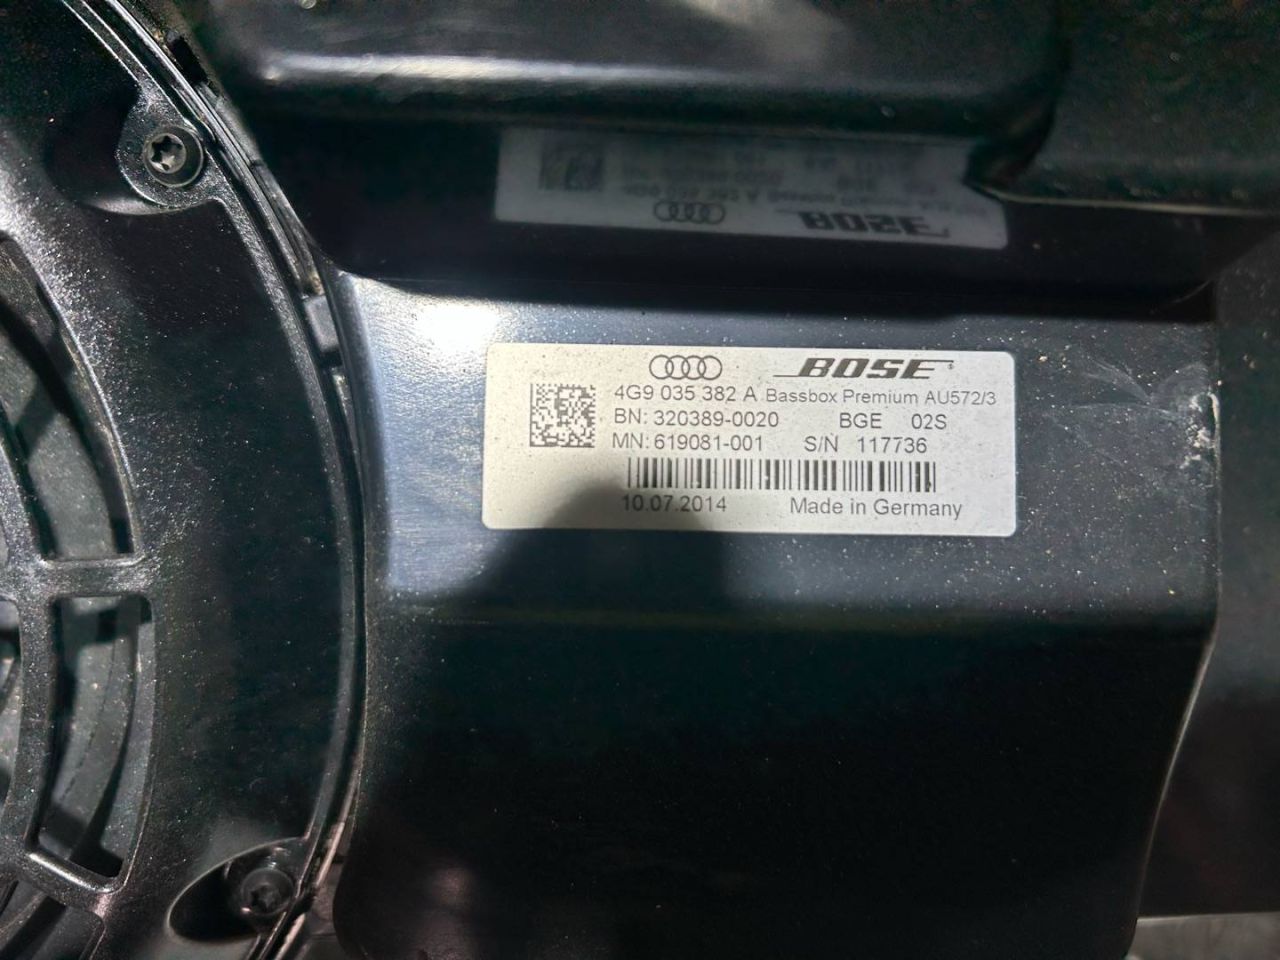 BOSE
4G9 035 382 A Bassbox Premium AU572/3
BN: 320389-0020 BGE 02S
MN: 619081-001 S/N 117736
10.07.2014 Made in Germany